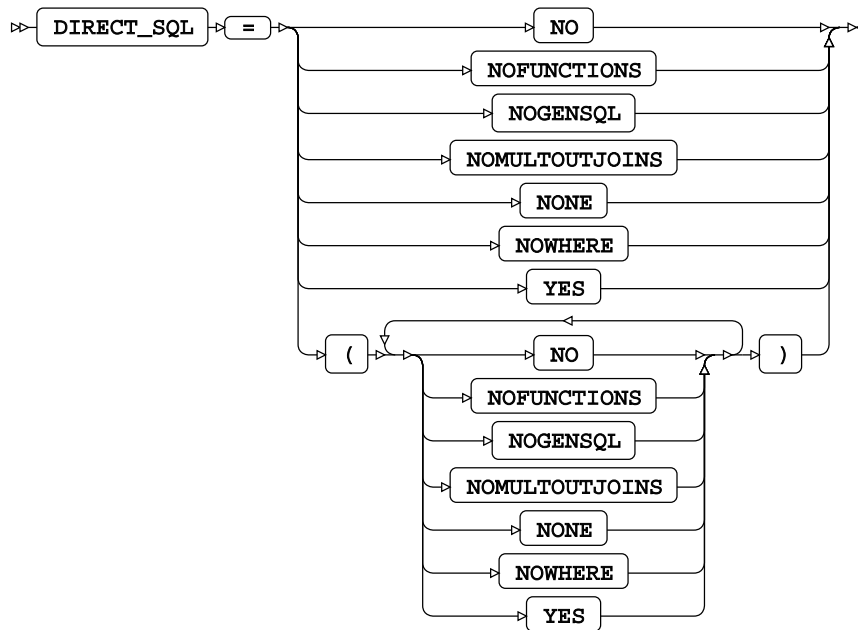 DIRECT_SQL = NO
NOFUNCTIONS
NOGENSQL
NOMULTOUTJOINS
NONE
NOWHERE
YES
( NO )
NOFUNCTIONS
NOGENSQL
NOMULTOUTJOINS
NONE
NOWHERE
YES